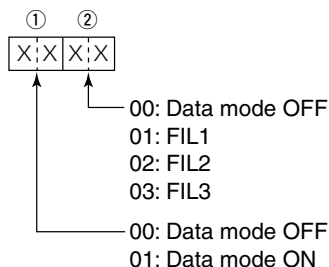 ① ②
X X X X
00: Data mode OFF
01: FIL1
02: FIL2
03: FIL3
00: Data mode OFF
01: Data mode ON